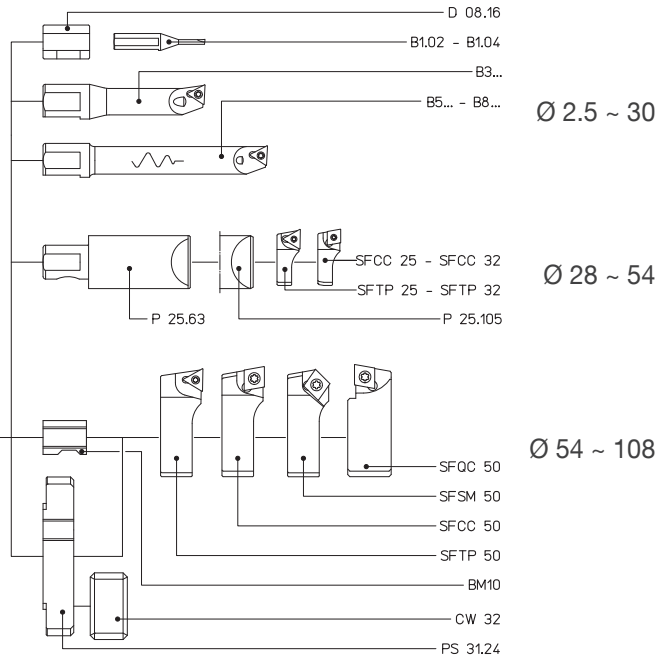 D 08.16
B1.02 - B1.04
B3...
B5... - B8...
Ø 2.5 ~ 30
SFCC 25 - SFCC 32
Ø 28 ~ 54
SFTP 25 - SFTP 32
P 25.63
P 25.105
Ø 54 ~ 108
SFQC 50
SFSM 50
SFCC 50
SFTP 50
BM10
CW 32
PS 31.24